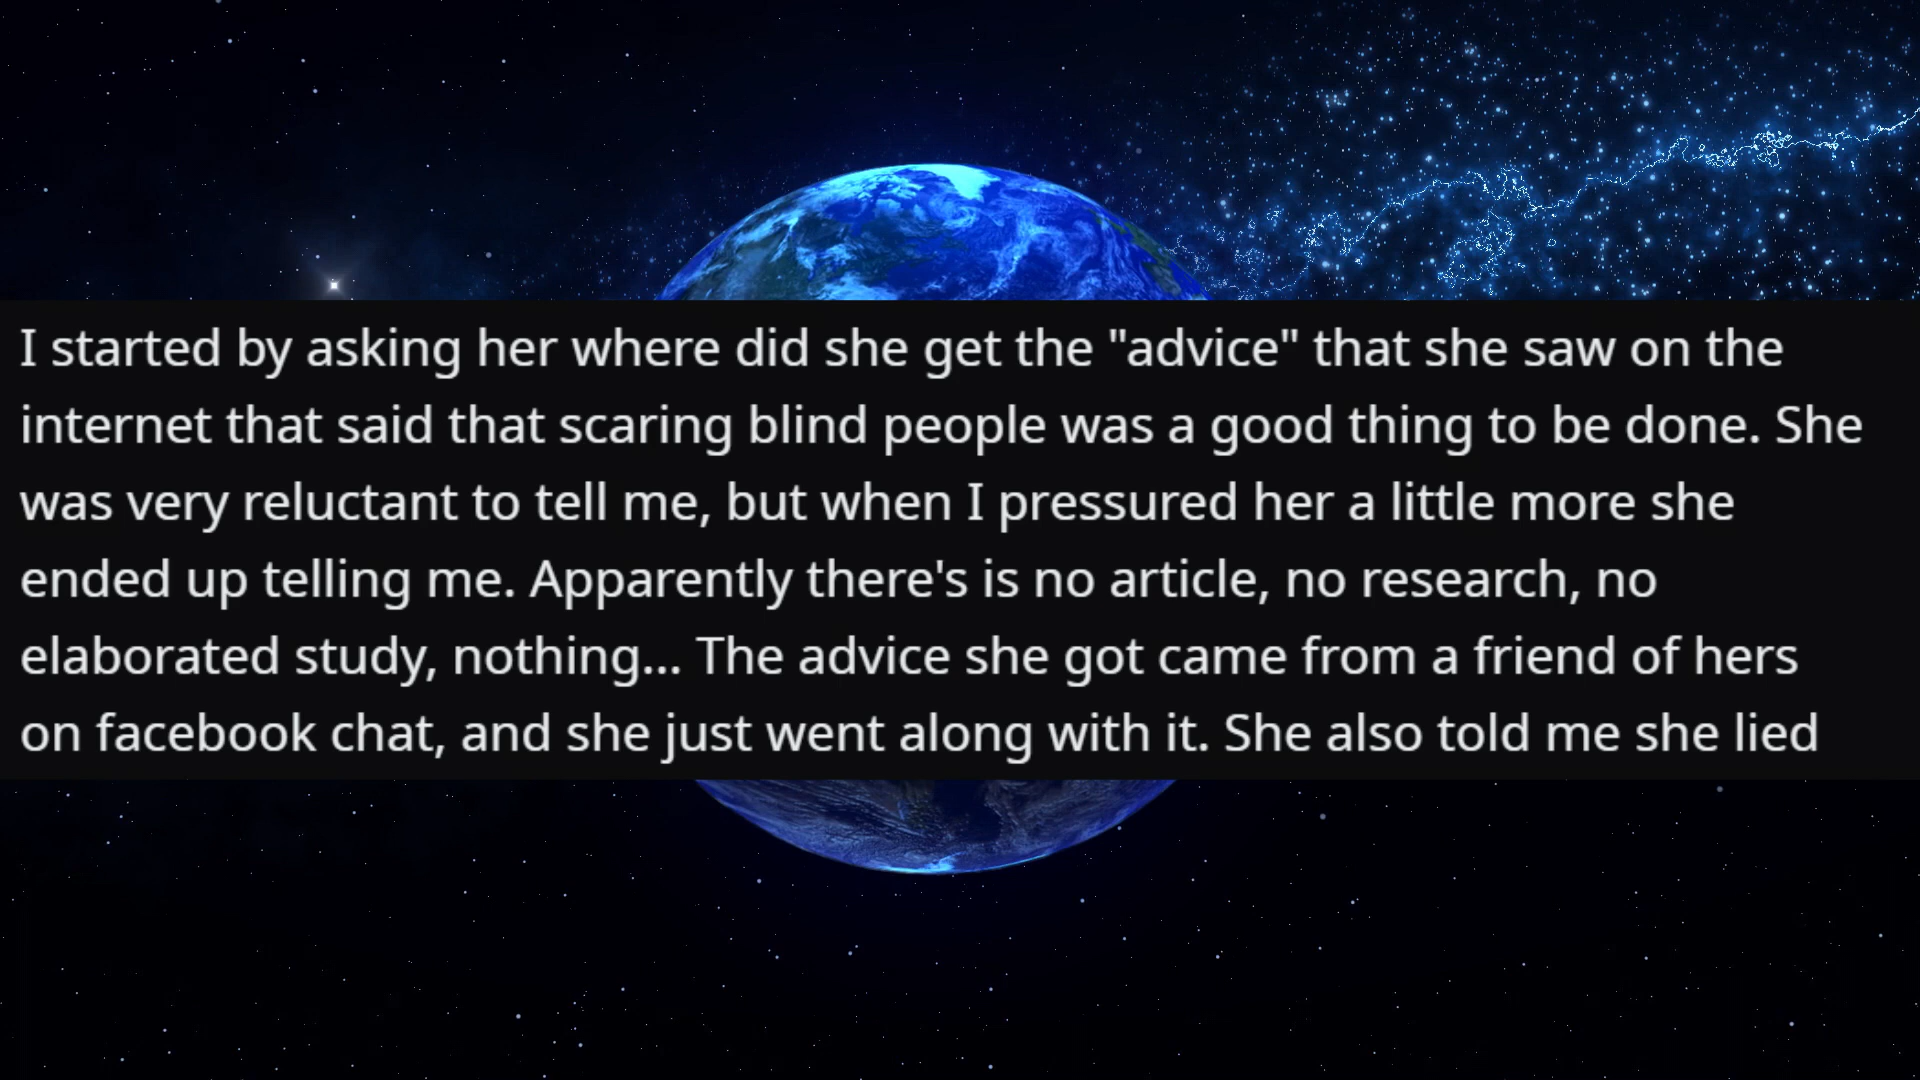 I started by asking her where did she get the "advice" that she saw on the
internet that said that scaring blind people was a good thing to be done. She
was very reluctant to tell me, but when I pressured her a little more she
ended up telling me. Apparently there's is no article, no research, no
elaborated study, nothing... The advice she got came from a friend of hers
on facebook chat, and she just went along with it. She also told me she lied